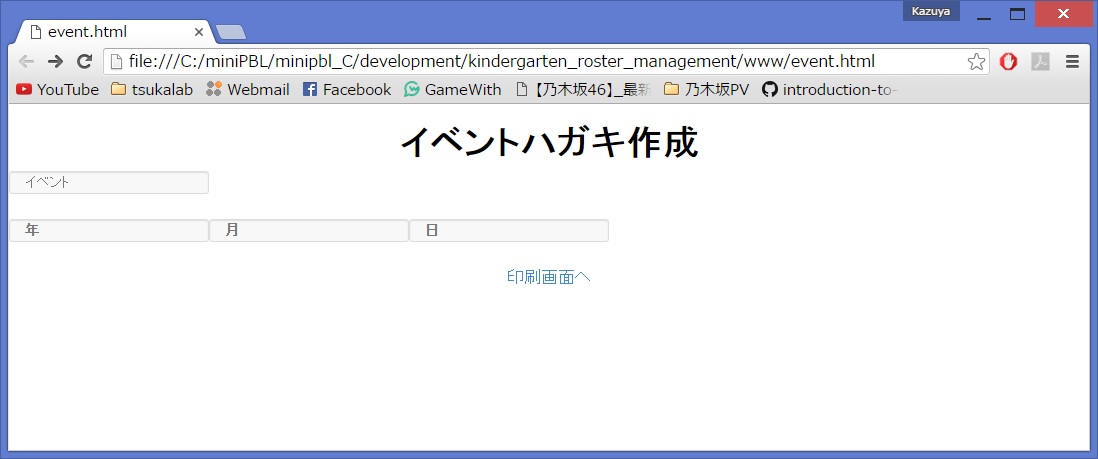 Kazuya
event.html
file:///C:/miniPBL/minipbl_C/development/kindergarten_roster_management/www/event.html
YouTube tsukalab Webmail Facebook GameWith 【乃木坂46】_最新 乃木坂PV introduction-to-
イベントハガキ作成
イベント
年 月 日
印刷画面へ